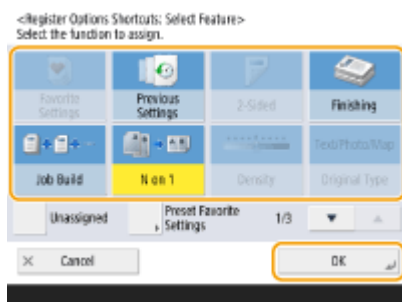 <Register Options Shortcuts: Select Feature>
Select the function to assign.
Favorite Settings
Previous Settings
2-Sided
Finishing
Job Build
N on 1
Density
Text/Photo/Map
Original Type
Unassigned
Preset Favorite Settings
1/3
Cancel
OK